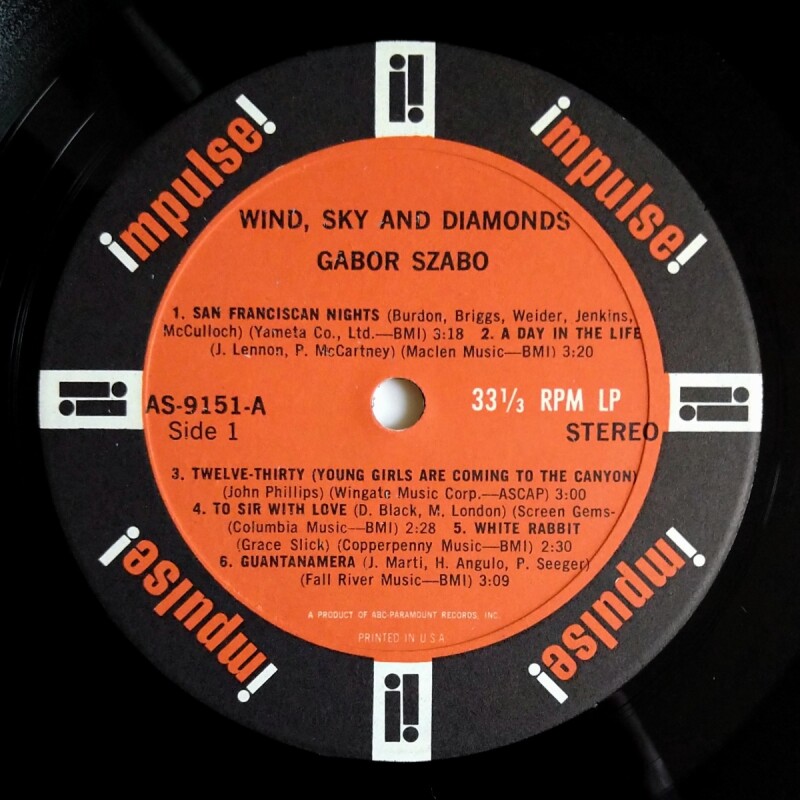 impulse!
impulse!
WIND, SKY AND DIAMONDS
GABOR SZABO
1. SAN FRANCISCAN NIGHTS (Burdon, Briggs, Weider, Jenkins,
McCulloch) (Yameta Co., Ltd.—BMI) 3:18 2. A DAY IN THE LIFE
(J. Lennon, P. McCartney) (Maclen Music—BMI) 3:20
AS-9151-A
33 1/3 RPM LP
Side 1
STEREO
3. TWELVE-THIRTY (YOUNG GIRLS ARE COMING TO THE CANYON)
(John Phillips) (Wingate Music Corp.—ASCAP) 3:00
4. TO SIR WITH LOVE (D. Black, M. London) (Screen Gems-
(Columbia Music—BMI) 2:28 5. WHITE RABBIT
(Grace Slick) (Copperpenny Music—BMI) 2:30
6. GUANTANAMERA (J. Marti, H. Angulo, P. Seeger)
(Fall River Music—BMI) 3:09
A PRODUCT OF ABC-PARAMOUNT RECORDS, INC.
PRINTED IN U.S.A.
impulse!
impulse!